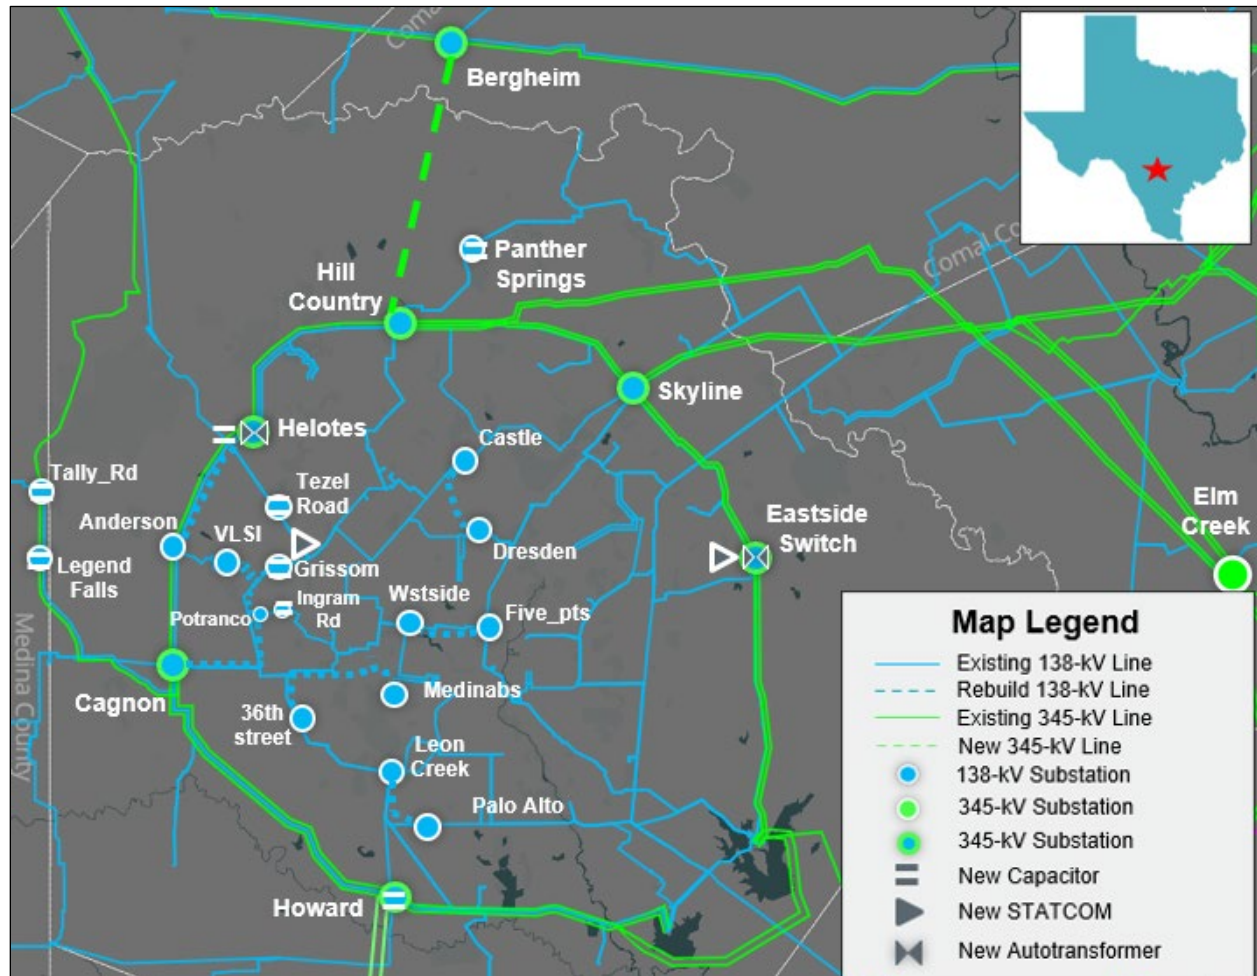 Comal Co
Bergheim
Panther
Springs
Hill
Country
Comal Co
Skyline
Helotes
Castle
Tally_Rd
Tezel
Road
Elm
Creek
Anderson
VLSI
Eastside
Switch
Dresden
Legend
Falls
Grissom
Ingram
Rd
Potranco
Wstside
Five_pts
Medina County
Cagnon
Medinabs
36th
street
Leon
Creek
Palo Alto
Howard
Map Legend
Existing 138-kV Line
Rebuild 138-kV Line
Existing 345-kV Line
New 345-kV Line
138-kV Substation
345-kV Substation
345-kV Substation
New Capacitor
New STATCOM
New Autotransformer